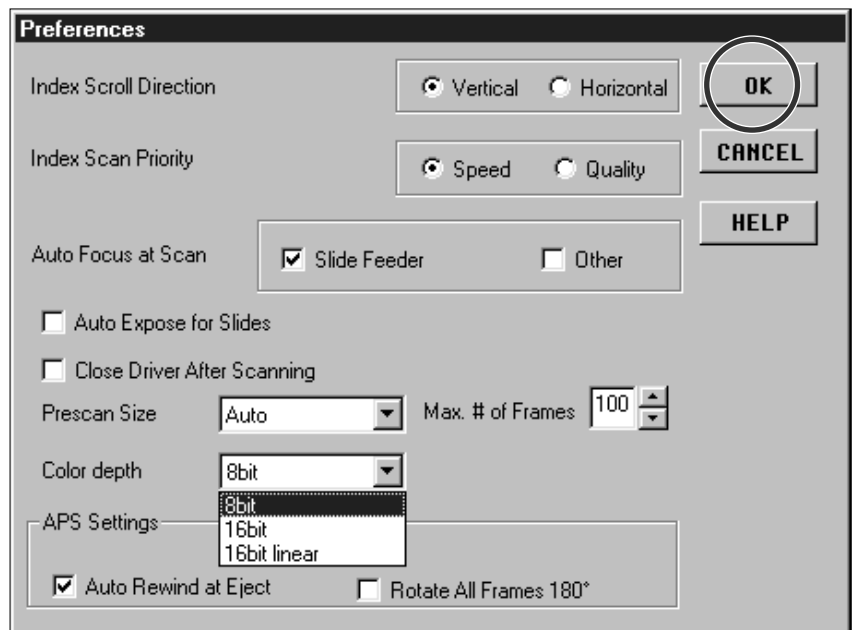 Preferences
Index Scroll Direction
Vertical
Horizontal
OK
Index Scan Priority
Speed
Quality
CANCEL
HELP
Auto Focus at Scan
Slide Feeder
Other
Auto Expose for Slides
Close Driver After Scanning
Prescan Size
Auto
Max. # of Frames
100
Color depth
8bit
8bit
16bit
16bit linear
APS Settings
Auto Rewind at Eject
Rotate All Frames 180°